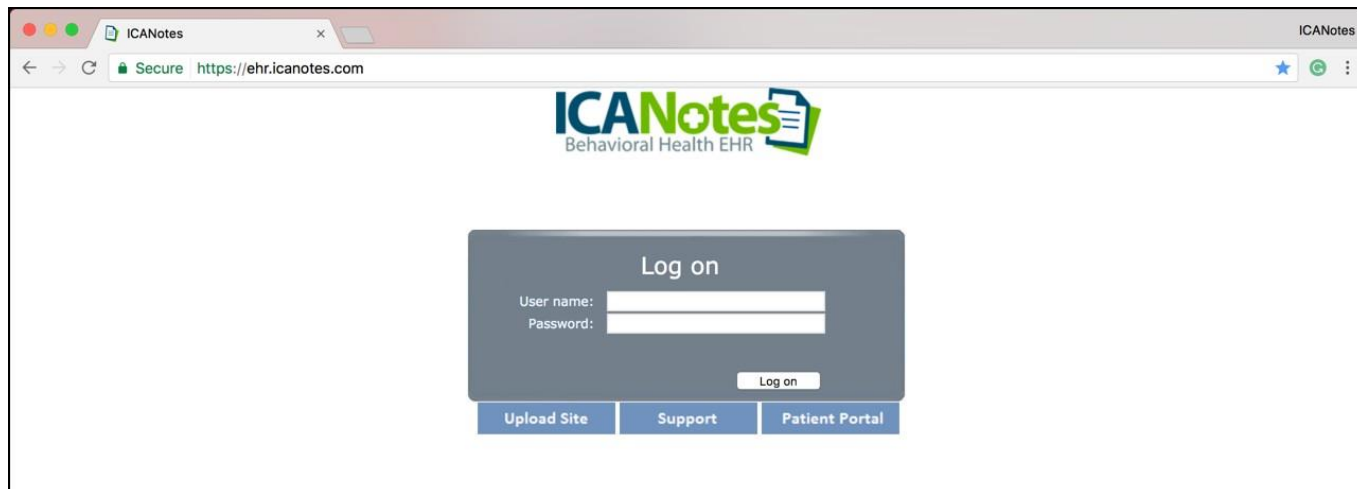 ICANotes
ICANotes
Secure https://ehr.icanotes.com
ICANotes
Behavioral Health EHR
Log on
User name:
Password:
Log on
Upload Site Support Patient Portal